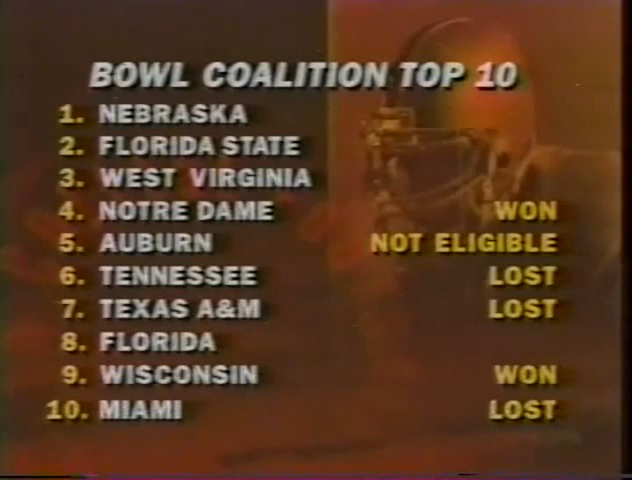 BOWL COALITION TOP 10
1. NEBRASKA
2. FLORIDA STATE
3. WEST VIRGINIA
4. NOTRE DAME WON
5. AUBURN NOT ELIGIBLE
6. TENNESSEE LOST
7. TEXAS A&M LOST
8. FLORIDA
9. WISCONSIN WON
10. MIAMI LOST